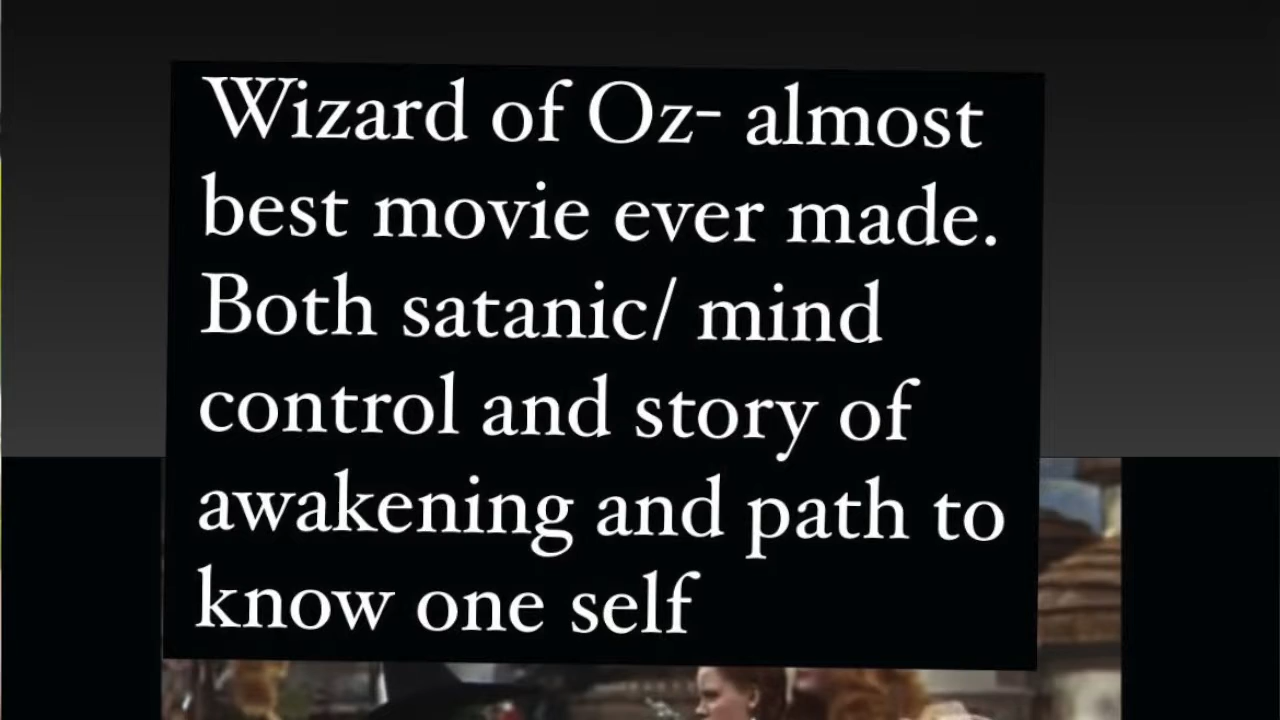 Wizard of Oz- almost
best movie ever made.
Both satanic/ mind
control and story of
awakening and path to
know one self